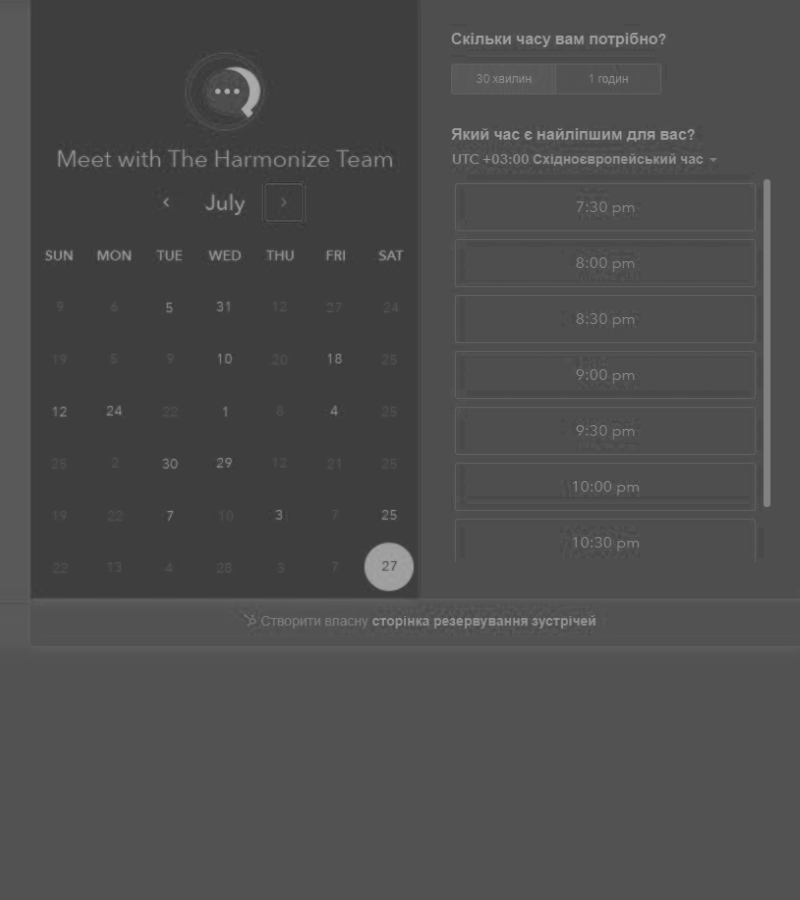 Meet with The Harmonize Team
July
SUN MON TUE WED THU FRI SAT
9 6 5 31 12 27 24
19 5 9 10 20 18 25
12 24 22 1 8 4 25
25 2 30 29 12 21 25
19 22 7 10 3 7 25
22 13 4 28 3 7 27
Скільки часу вам потрібно?
30 хвилин 1 годин
Який час є найліпшим для вас?
UTC +03:00 Східноєвропейський час
7:30 pm
8:00 pm
8:30 pm
9:00 pm
9:30 pm
10:00 pm
10:30 pm
Створити власну сторінка резервування зустрічей